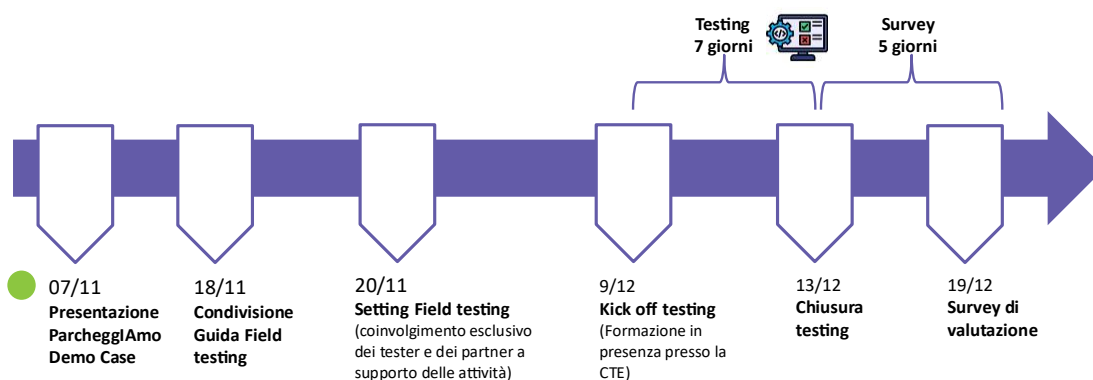 Testing
7 giorni
Survey
5 giorni
07/11
Presentazione
ParcheggIAmo
Demo Case
18/11
Condivisione
Guida Field
testing
20/11
Setting Field testing
(coinvolgimento esclusivo
dei tester e dei partner a
supporto delle attività)
9/12
Kick off testing
(Formazione in
presenza presso la
CTE)
13/12
Chiusura
testing
19/12
Survey di
valutazione